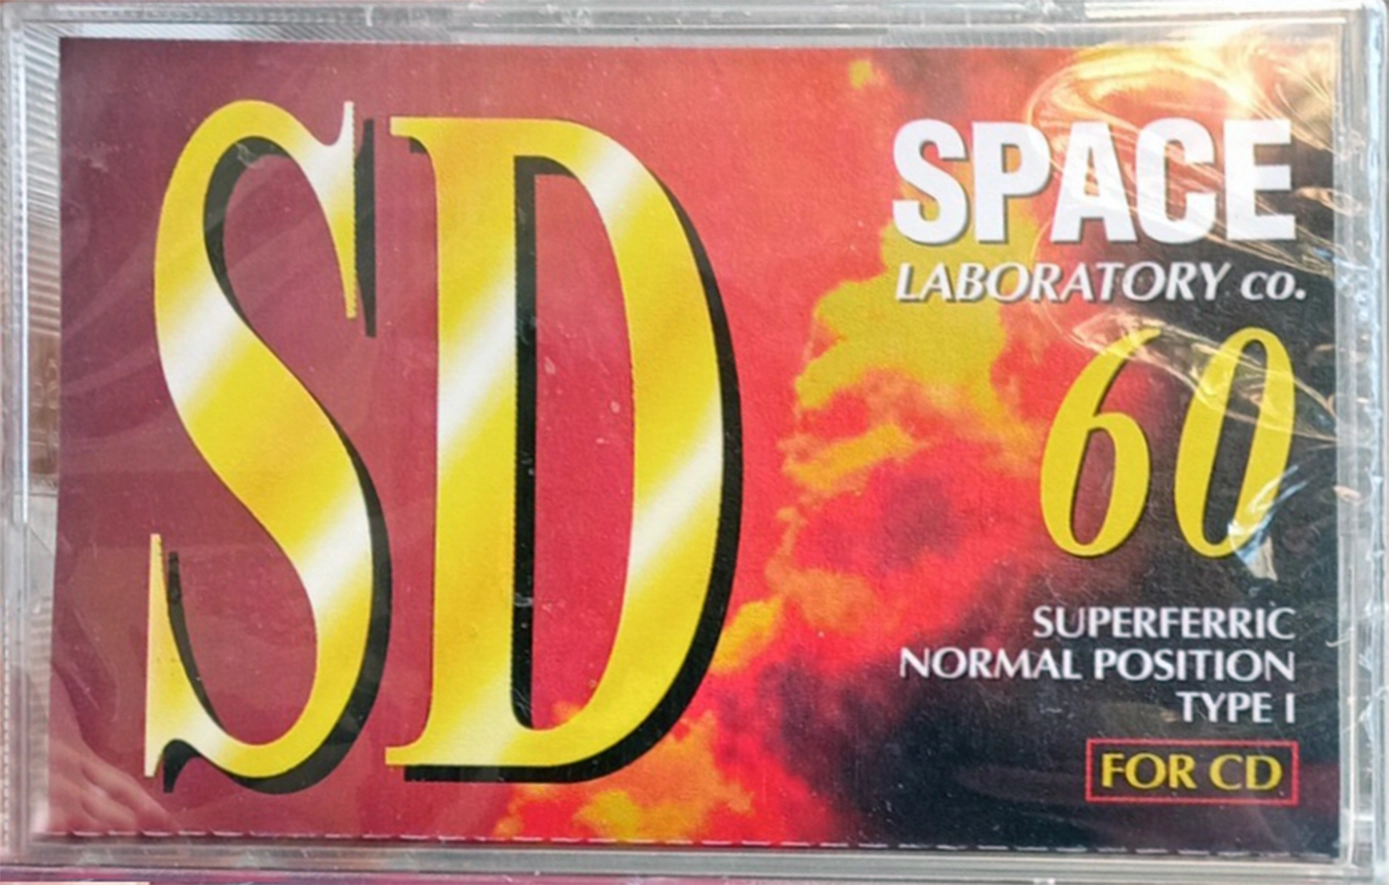 SD
SPACE
LABORATORY co.
60
SUPERFERRIC
NORMAL POSITION
TYPE I
FOR CD